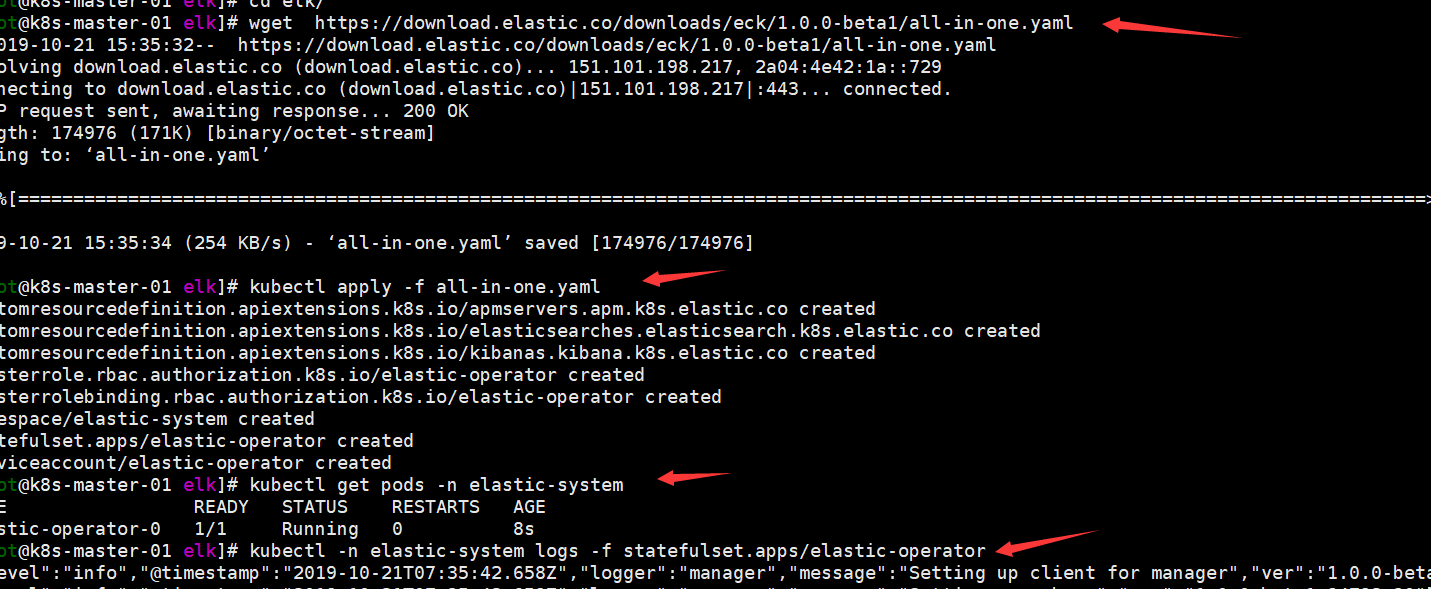 ot@k8s-master-01 elk]# cd elk/
ot@k8s-master-01 elk]# wget  https://download.elastic.co/downloads/eck/1.0.0-beta1/all-in-one.yaml
019-10-21 15:35:32--  https://download.elastic.co/downloads/eck/1.0.0-beta1/all-in-one.yaml
olving download.elastic.co (download.elastic.co)... 151.101.198.217, 2a04:4e42:1a::729
necting to download.elastic.co (download.elastic.co)|151.101.198.217|:443... connected.
P request sent, awaiting response... 200 OK
gth: 174976 (171K) [binary/octet-stream]
ing to: ‘all-in-one.yaml’
%[================================================================================================================================>
9-10-21 15:35:34 (254 KB/s) - ‘all-in-one.yaml’ saved [174976/174976]
ot@k8s-master-01 elk]# kubectl apply -f all-in-one.yaml
tomresourcedefinition.apiextensions.k8s.io/apmservers.apm.k8s.elastic.co created
tomresourcedefinition.apiextensions.k8s.io/elasticsearches.elasticsearch.k8s.elastic.co created
tomresourcedefinition.apiextensions.k8s.io/kibanas.kibana.k8s.elastic.co created
sterrole.rbac.authorization.k8s.io/elastic-operator created
sterrolebinding.rbac.authorization.k8s.io/elastic-operator created
espace/elastic-system created
tefulset.apps/elastic-operator created
viceaccount/elastic-operator created
ot@k8s-master-01 elk]# kubectl get pods -n elastic-system
E                 READY   STATUS    RESTARTS   AGE
stic-operator-0   1/1     Running   0          8s
ot@k8s-master-01 elk]# kubectl -n elastic-system logs -f statefulset.apps/elastic-operator
evel":"info","@timestamp":"2019-10-21T07:35:42.658Z","logger":"manager","message":"Setting up client for manager","ver":"1.0.0-beta